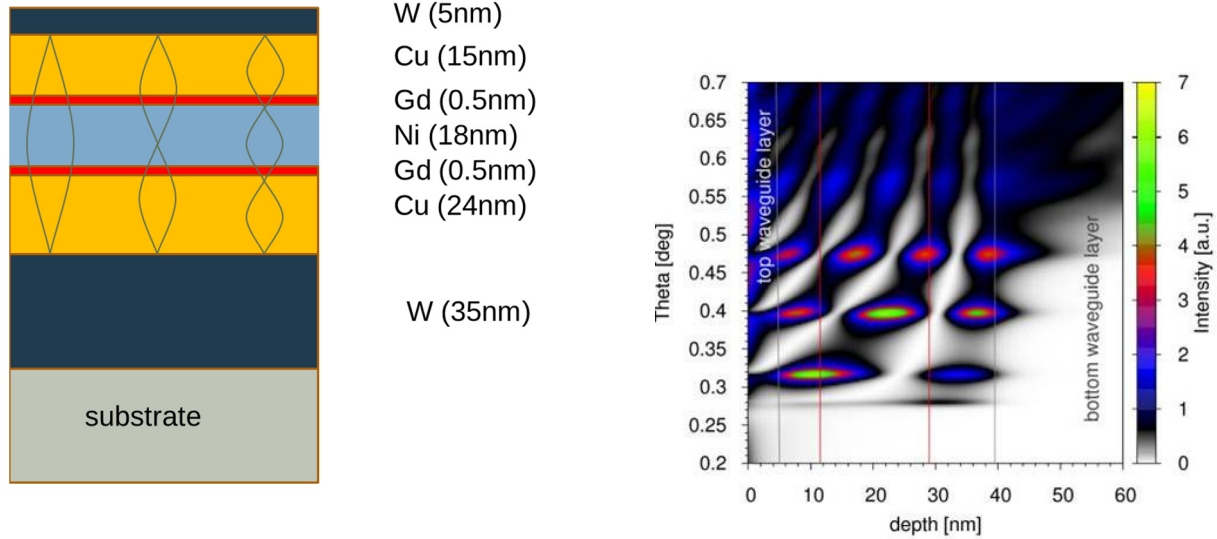 W (5nm)
Cu (15nm)
Gd (0.5nm)
Ni (18nm)
Gd (0.5nm)
Cu (24nm)
W (35nm)
substrate
Theta [deg]
0.7
0.65
0.6
0.55
0.5
0.45
0.4
0.35
0.3
0.25
0.2
top waveguide layer
bottom waveguide layer
0 10 20 30 40 50 60
depth [nm]
7
6
5
4
3
2
1
0
Intensity [a.u.]